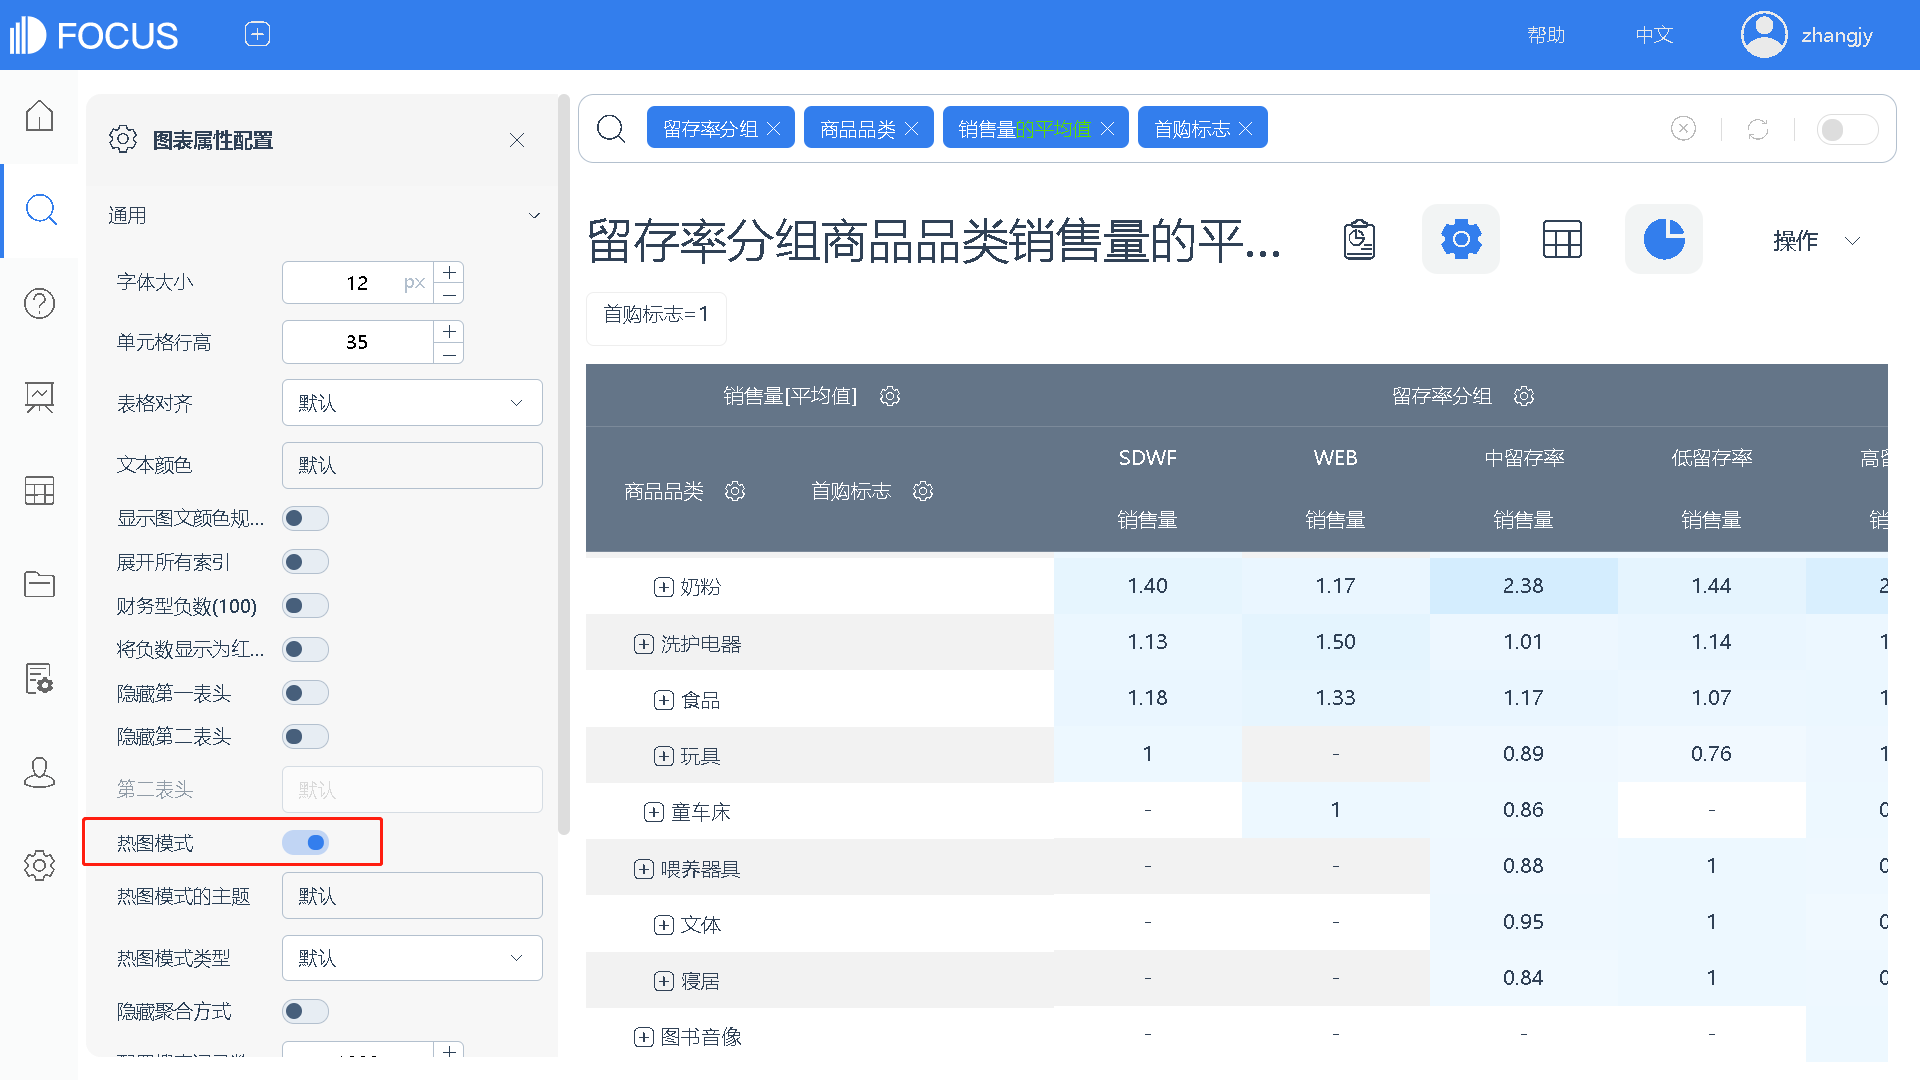 FOCUS
帮助
中文
zhangjy
图表属性配置
通用
字体大小 12 px
单元格行高 35
表格对齐 默认
文本颜色 默认
显示图文颜色规...
展开所有索引
财务型负数(100)
将负数显示为红...
隐藏第一表头
隐藏第二表头
第二表头 默认
热图模式
热图模式的主题 默认
热图模式类型 默认
隐藏聚合方式
留存率分组 商品品类 销售量的平均值 首购标志
留存率分组商品品类销售量的平...
操作
首购标志=1
销售量[平均值] 留存率分组
商品品类 首购标志
SDWF WEB 中留存率 低留存率 高留
销售量 销售量 销售量 销售量 销
奶粉 1.40 1.17 2.38 1.44 2
洗护电器 1.13 1.50 1.01 1.14 1
食品 1.18 1.33 1.17 1.07 1
玩具 1 - 0.89 0.76 1
童车床 - 1 0.86 - 0
喂养器具 - - 0.88 1 0
文体 - - 0.95 1 0
寝居 - - 0.84 1 0
图书音像 - - - -